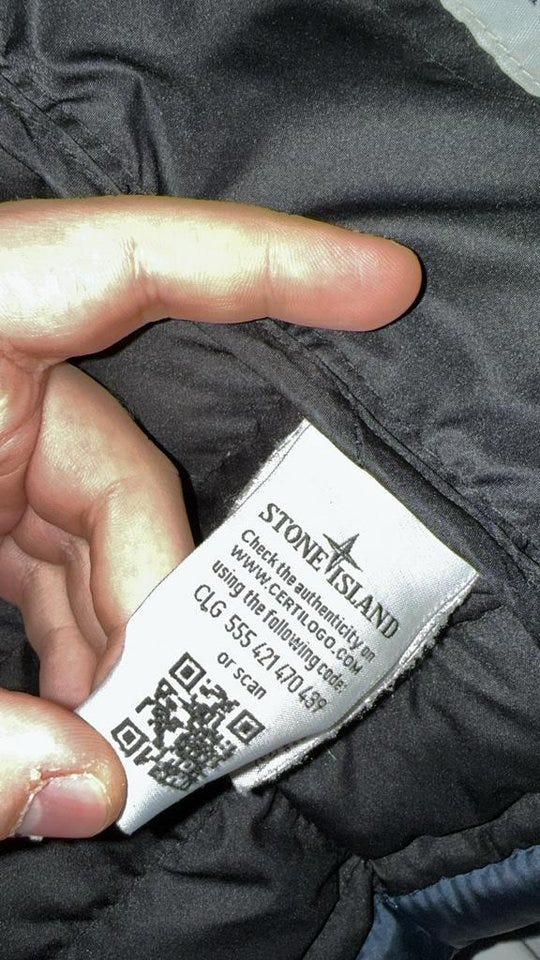 STONE ISLAND
Check the authenticity on
WWW.CERTILOGO.COM
using the following code:
CLG 555 421 470 439
or scan